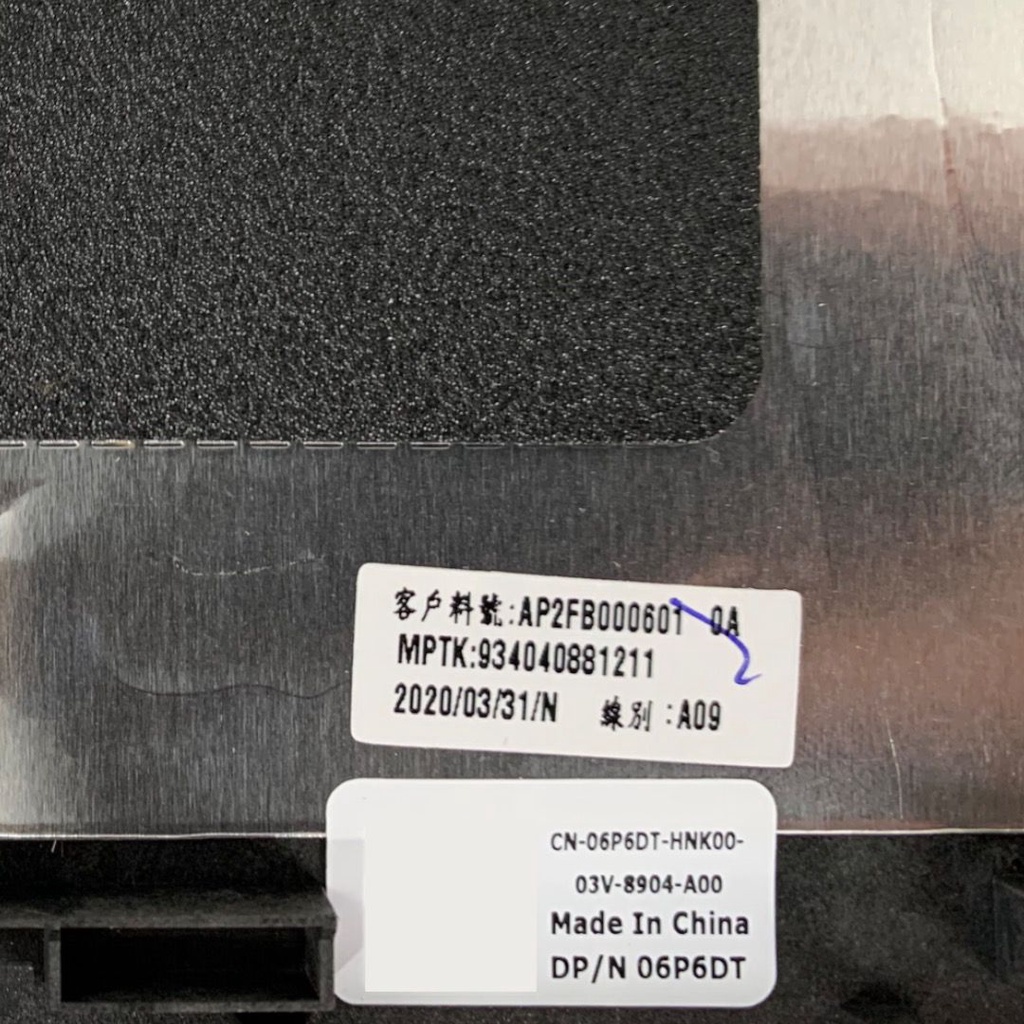 客户料號:AP2FB000601 0A
MPTK:934040881211
2020/03/31/N 線別:A09
CN-06P6DT-HNK00-
03V-8904-A00
Made In China
DP/N 06P6DT